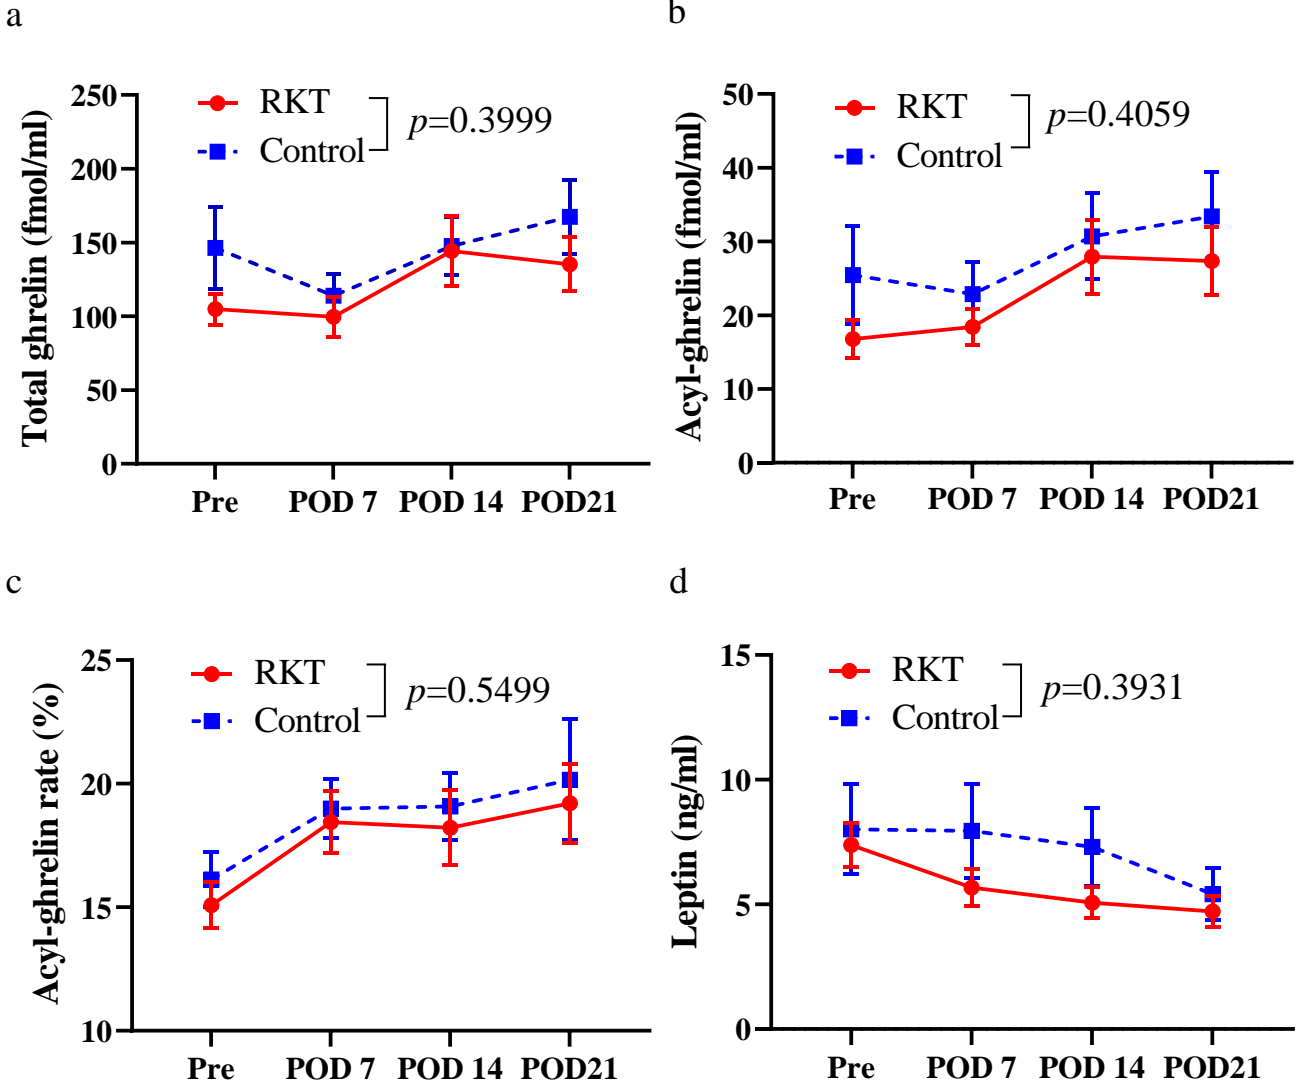 a
Total ghrelin (fmol/ml)
250
200
150
100
50
0
RKT
Control
p=0.3999
Pre POD 7 POD 14 POD21
b
Acyl-ghrelin (fmol/ml)
50
40
30
20
10
0
RKT
Control
p=0.4059
Pre POD 7 POD 14 POD21
c
Acyl-ghrelin rate (%)
25
20
15
10
RKT
Control
p=0.5499
Pre POD 7 POD 14 POD21
d
Leptin (ng/ml)
15
10
5
0
RKT
Control
p=0.3931
Pre POD 7 POD 14 POD21